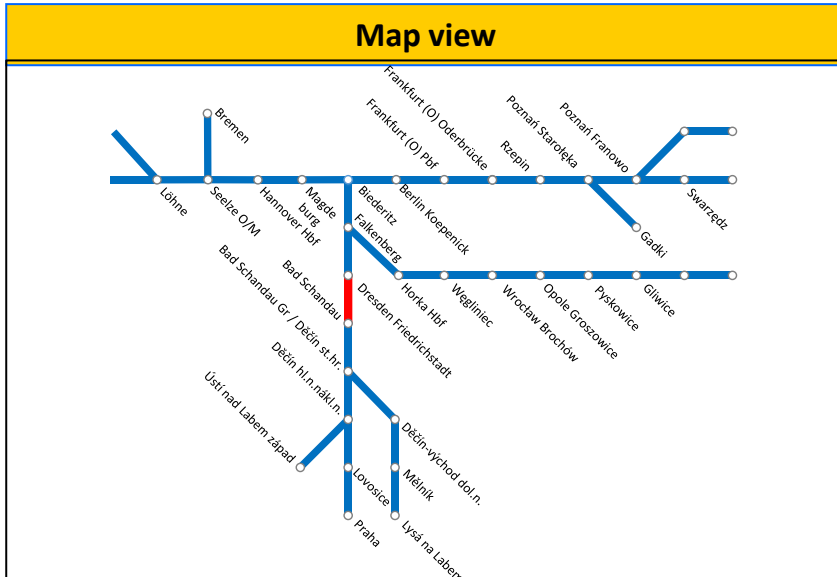 Map view
Bremen
Frankfurt (O) Pbf
Frankfurt (O) Oderbrücke
Rzepin
Poznań Starołęka
Poznań Franowo
Löhne
Seelze O/M
Hannover Hbf
Magde
burg
Biederitz
Berlin Koepenick
Swarzędz
Falkenberg
Gadki
Bad Schandau
Dresden Friedrichstadt
Horka Hbf
Węgliniec
Wrocław Brochów
Opole Groszowice
Pyskowice
Gliwice
Bad Schandau Gr / Děčín st.hr.
Děčín hl.n.nákl.n.
Ústí nad Labem západ
Děčín-východ dol.n.
Lovosice
Mělník
Praha
Lysá na Labem